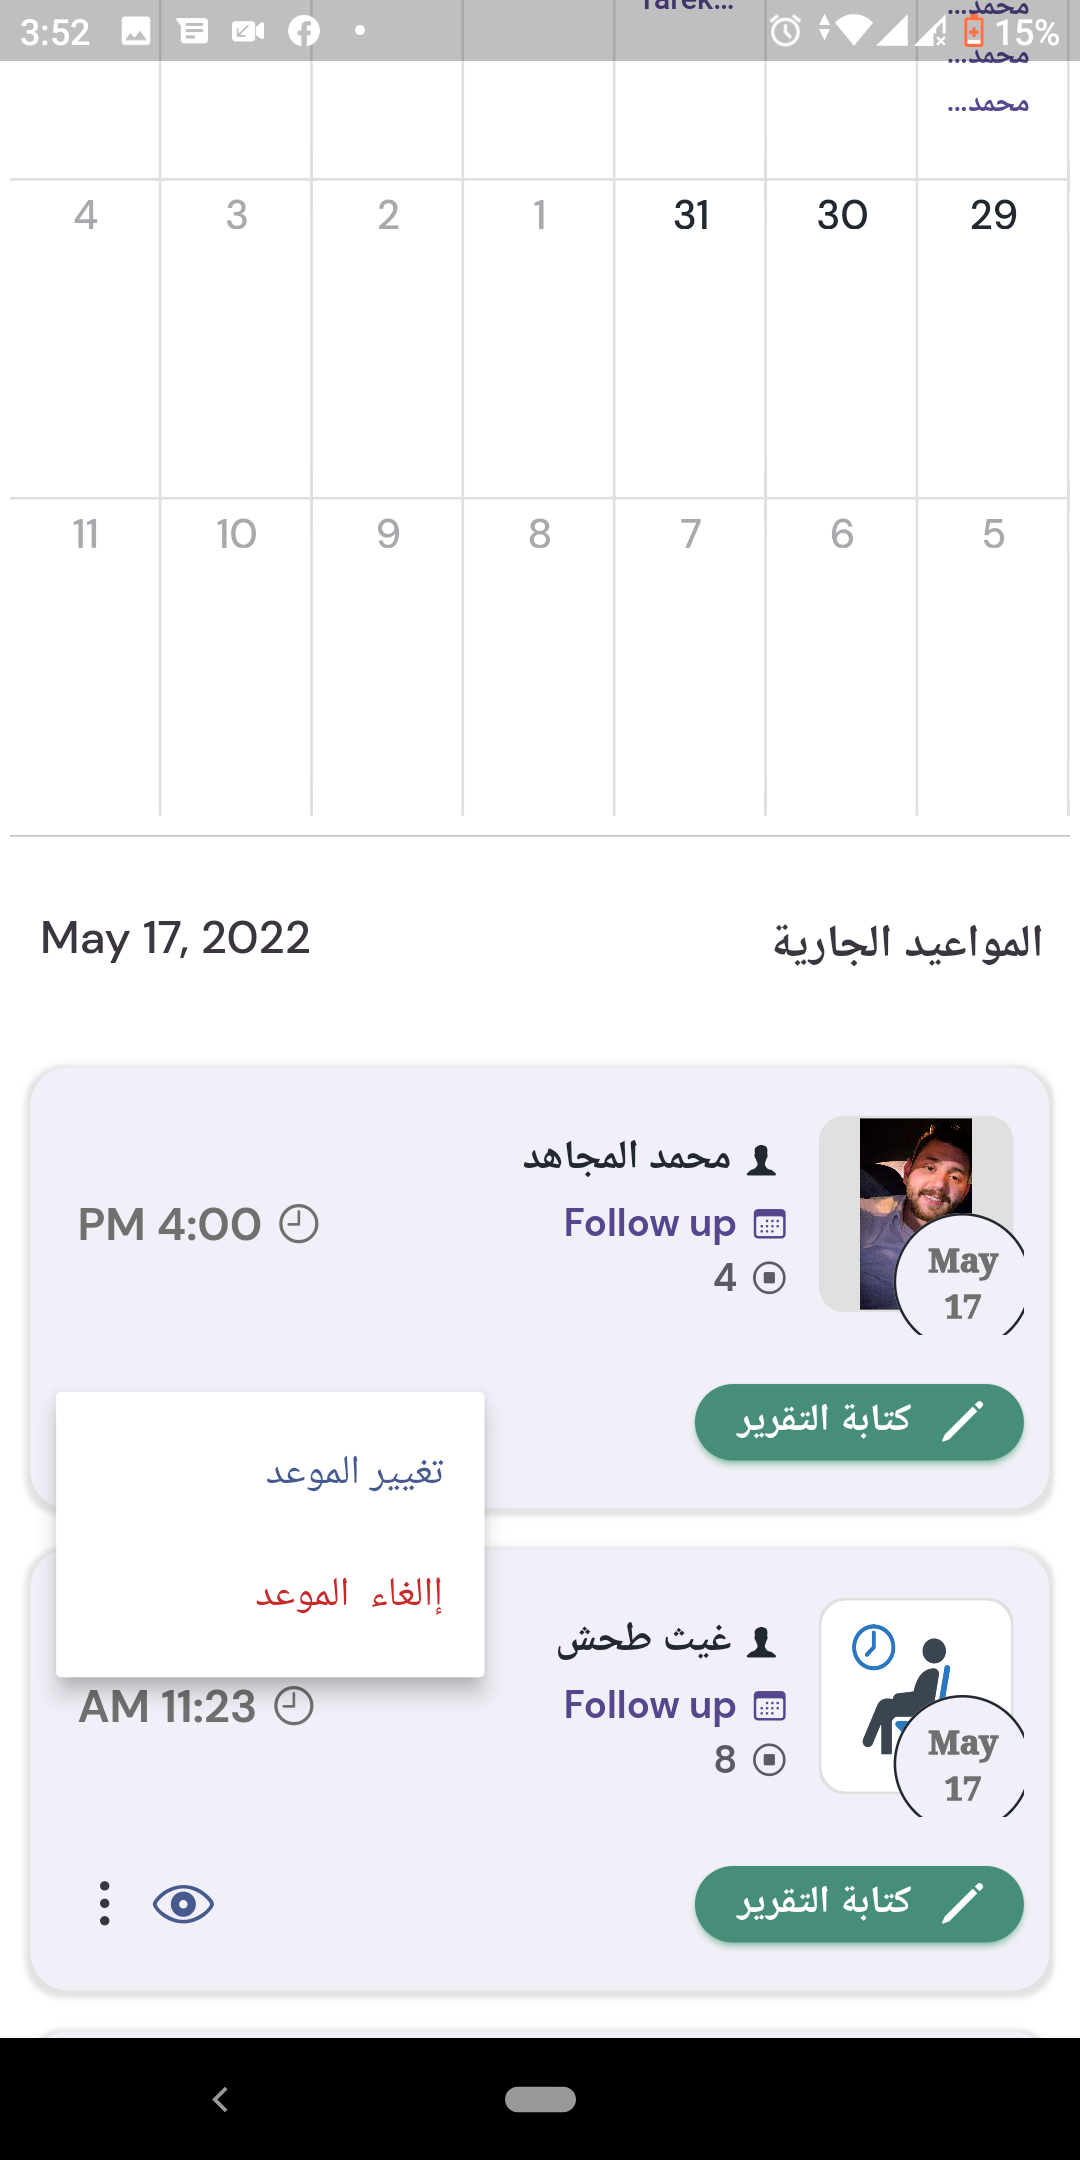 3:52
15%
Tarek...
محمد...
محمد...
محمد...
4 3 2 1 31 30 29
11 10 9 8 7 6 5
المواعيد الجارية
May 17, 2022
محمد المجاهد
Follow up
4
PM 4:00
May
17
كتابة التقرير
تغيير الموعد
إالغاء الموعد
غيث طحش
Follow up
8
AM 11:23
May
17
كتابة التقرير